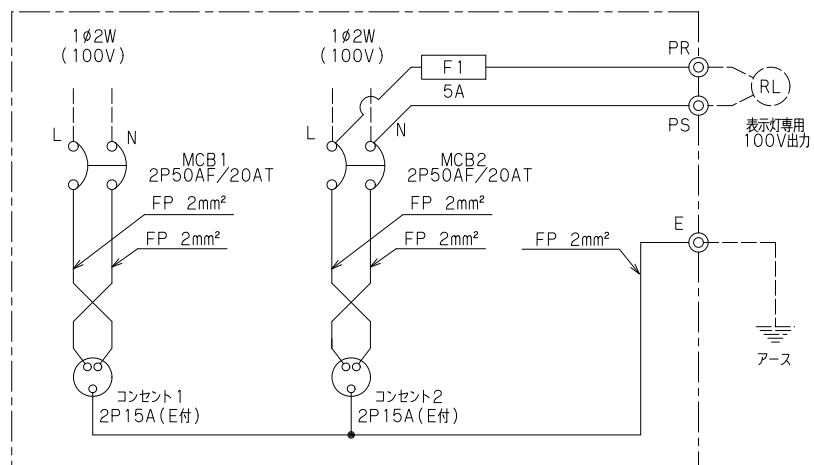 1φ2W
(100V)
1φ2W
(100V)
PR
F1
5A
RL
PS
表示灯専用
100V出力
L
N
L
N
MCB1
2P50AF/20AT
MCB2
2P50AF/20AT
FP 2mm²
FP 2mm²
FP 2mm²
FP 2mm²
FP 2mm²
E
アース
コンセント1
2P15A(E付)
コンセント2
2P15A(E付)